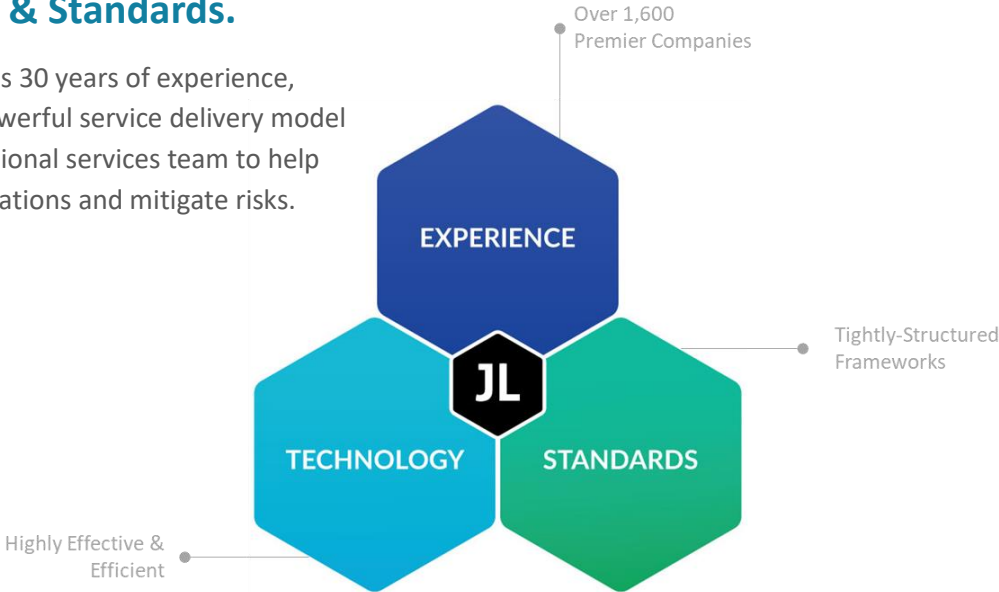 & Standards.
Over 1,600
Premier Companies
s 30 years of experience,
werful service delivery model
ional services team to help
ations and mitigate risks.
EXPERIENCE
Tightly-Structured
Frameworks
JL
TECHNOLOGY
STANDARDS
Highly Effective &
Efficient